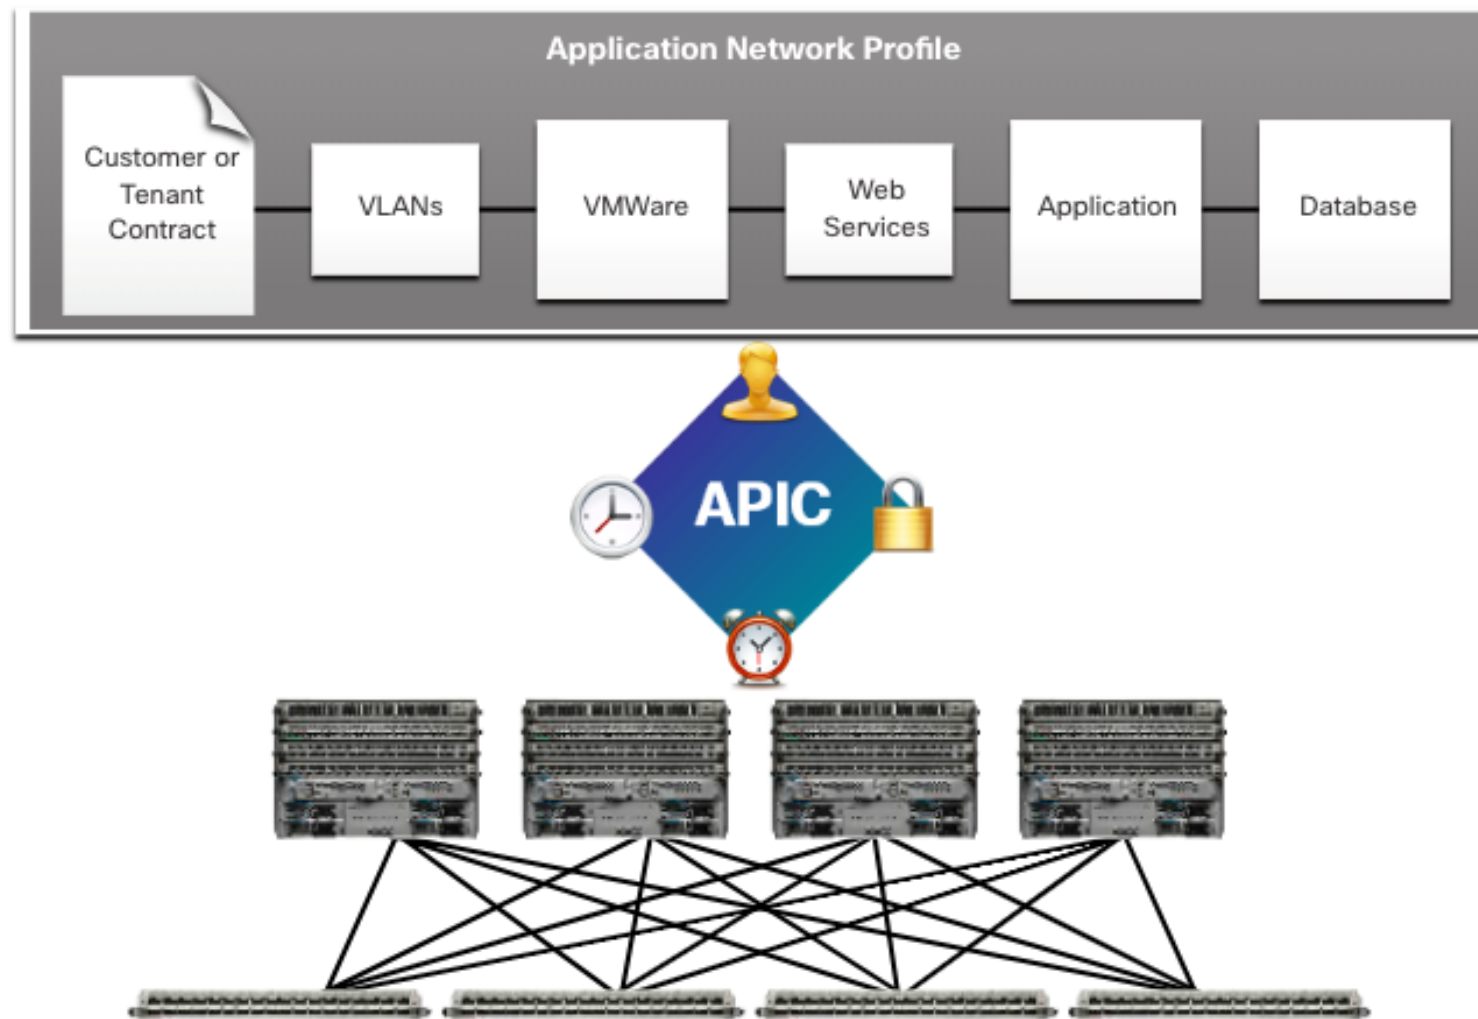 Application Network Profile
Customer or
Tenant
Contract
VLANs
VMWare
Web
Services
Application
Database
APIC